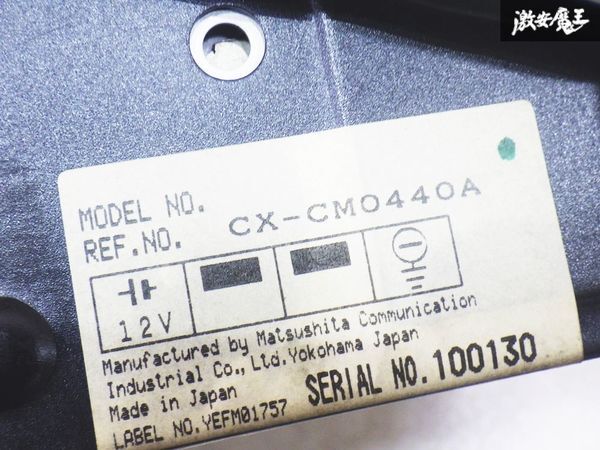 激安魔王
MODEL NO.
REF.NO. CX-CM0440A
12V
Manufactured by Matsushita Communication
Industrial Co., Ltd.Yokohama Japan
Made in Japan
SERIAL NO.100130
LABEL NO.YEFM01757